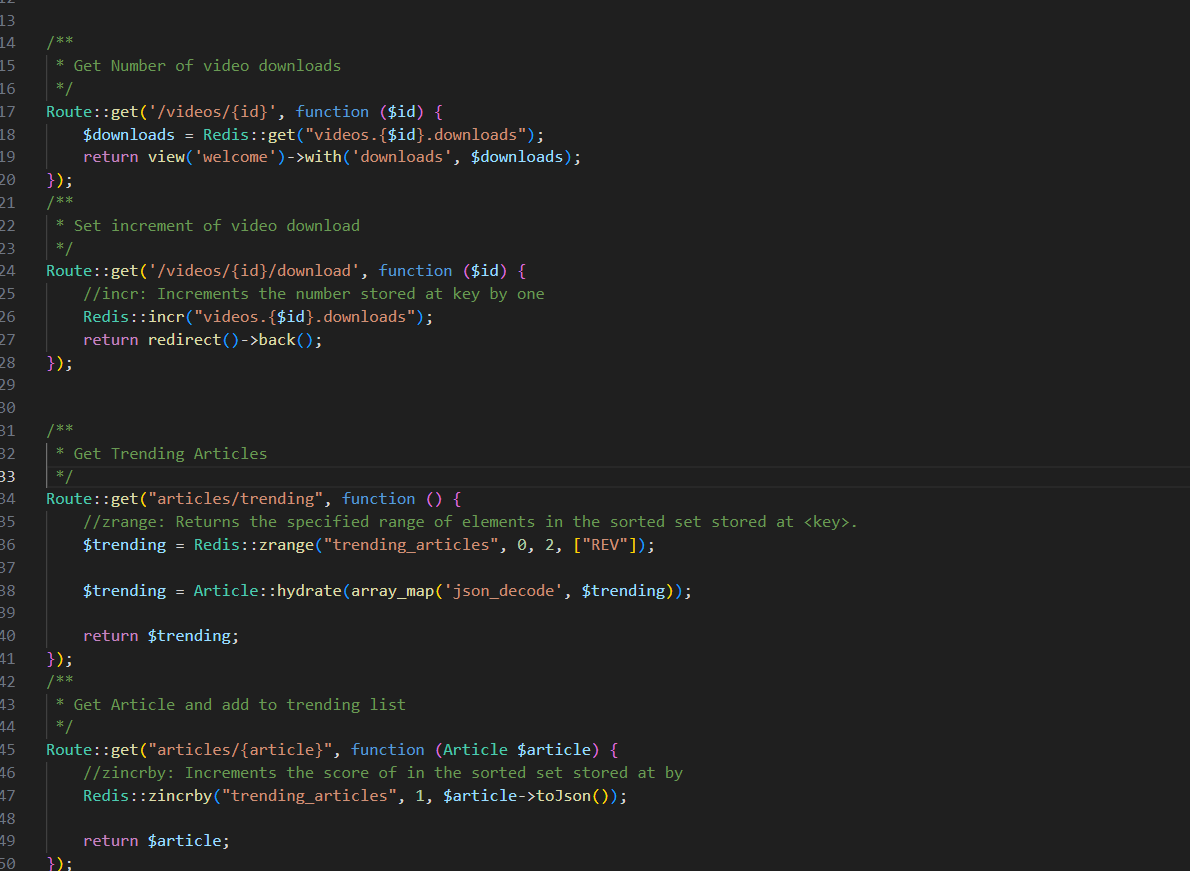 12
13
14 /**
15  * Get Number of video downloads
16  */
17 Route::get('/videos/{id}', function ($id) {
18     $downloads = Redis::get("videos.{$id}.downloads");
19     return view('welcome')->with('downloads', $downloads);
20 });
21 /**
22  * Set increment of video download
23  */
24 Route::get('/videos/{id}/download', function ($id) {
25     //incr: Increments the number stored at key by one
26     Redis::incr("videos.{$id}.downloads");
27     return redirect()->back();
28 });
29
30
31 /**
32  * Get Trending Articles
33  */
34 Route::get("articles/trending", function () {
35     //zrange: Returns the specified range of elements in the sorted set stored at <key>.
36     $trending = Redis::zrange("trending_articles", 0, 2, ["REV"]);
37
38     $trending = Article::hydrate(array_map('json_decode', $trending));
39
40     return $trending;
41 });
42 /**
43  * Get Article and add to trending list
44  */
45 Route::get("articles/{article}", function (Article $article) {
46     //zincrby: Increments the score of in the sorted set stored at by
47     Redis::zincrby("trending_articles", 1, $article->toJson());
48
49     return $article;
50 });